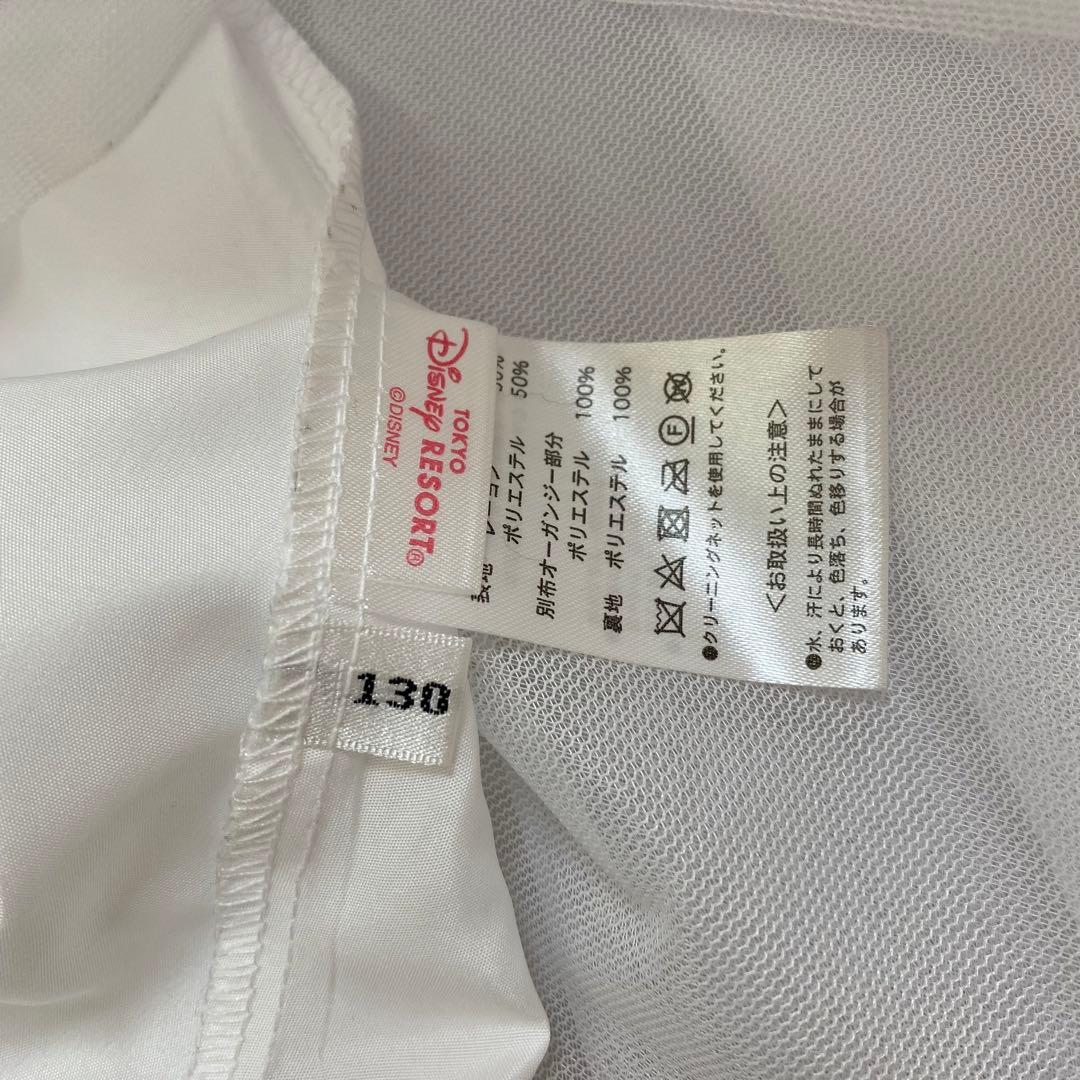 TOKYO
DISNEY RESORT®
©DISNEY
50%
ポリエステル 50%
別布オーガンジー部分
ポリエステル 100%
裏地 ポリエステル 100%
●クリーニングネットを使用してください。
<お取扱い上の注意>
●水、汗により長時間ぬれたままにして
おくと、色落ち、色移りする場合が
あります。
130